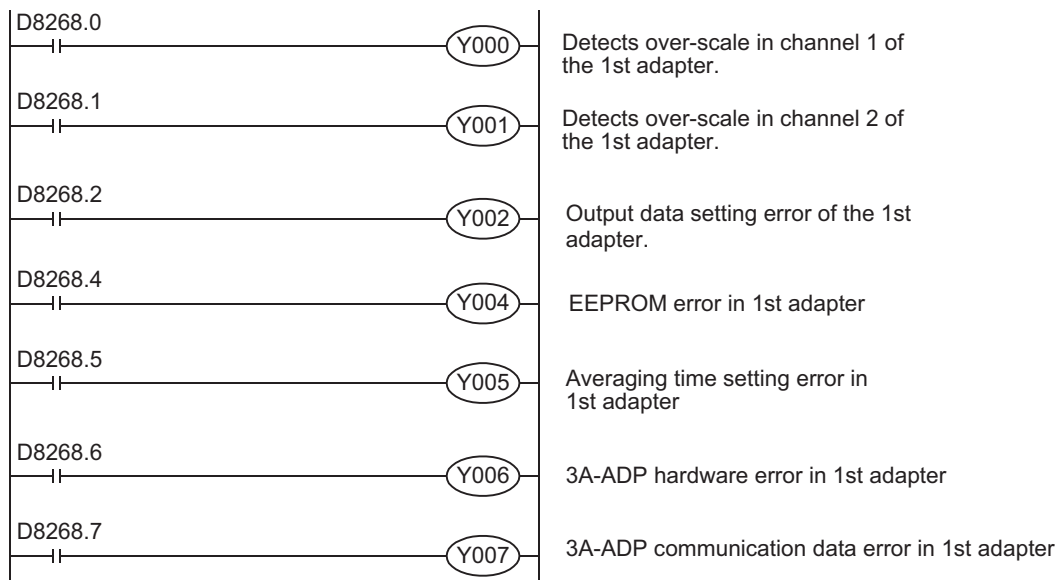 D8268.0
Y000
Detects over-scale in channel 1 of
the 1st adapter.
D8268.1
Y001
Detects over-scale in channel 2 of
the 1st adapter.
D8268.2
Y002
Output data setting error of the 1st
adapter.
D8268.4
Y004
EEPROM error in 1st adapter
D8268.5
Y005
Averaging time setting error in
1st adapter
D8268.6
Y006
3A-ADP hardware error in 1st adapter
D8268.7
Y007
3A-ADP communication data error in 1st adapter